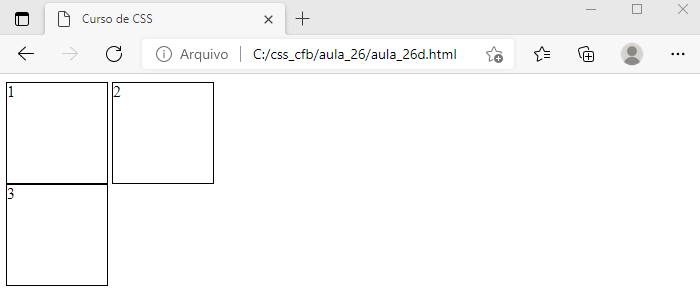 Curso de CSS
Arquivo C:/css_cfb/aula_26/aula_26d.html
1 2
3